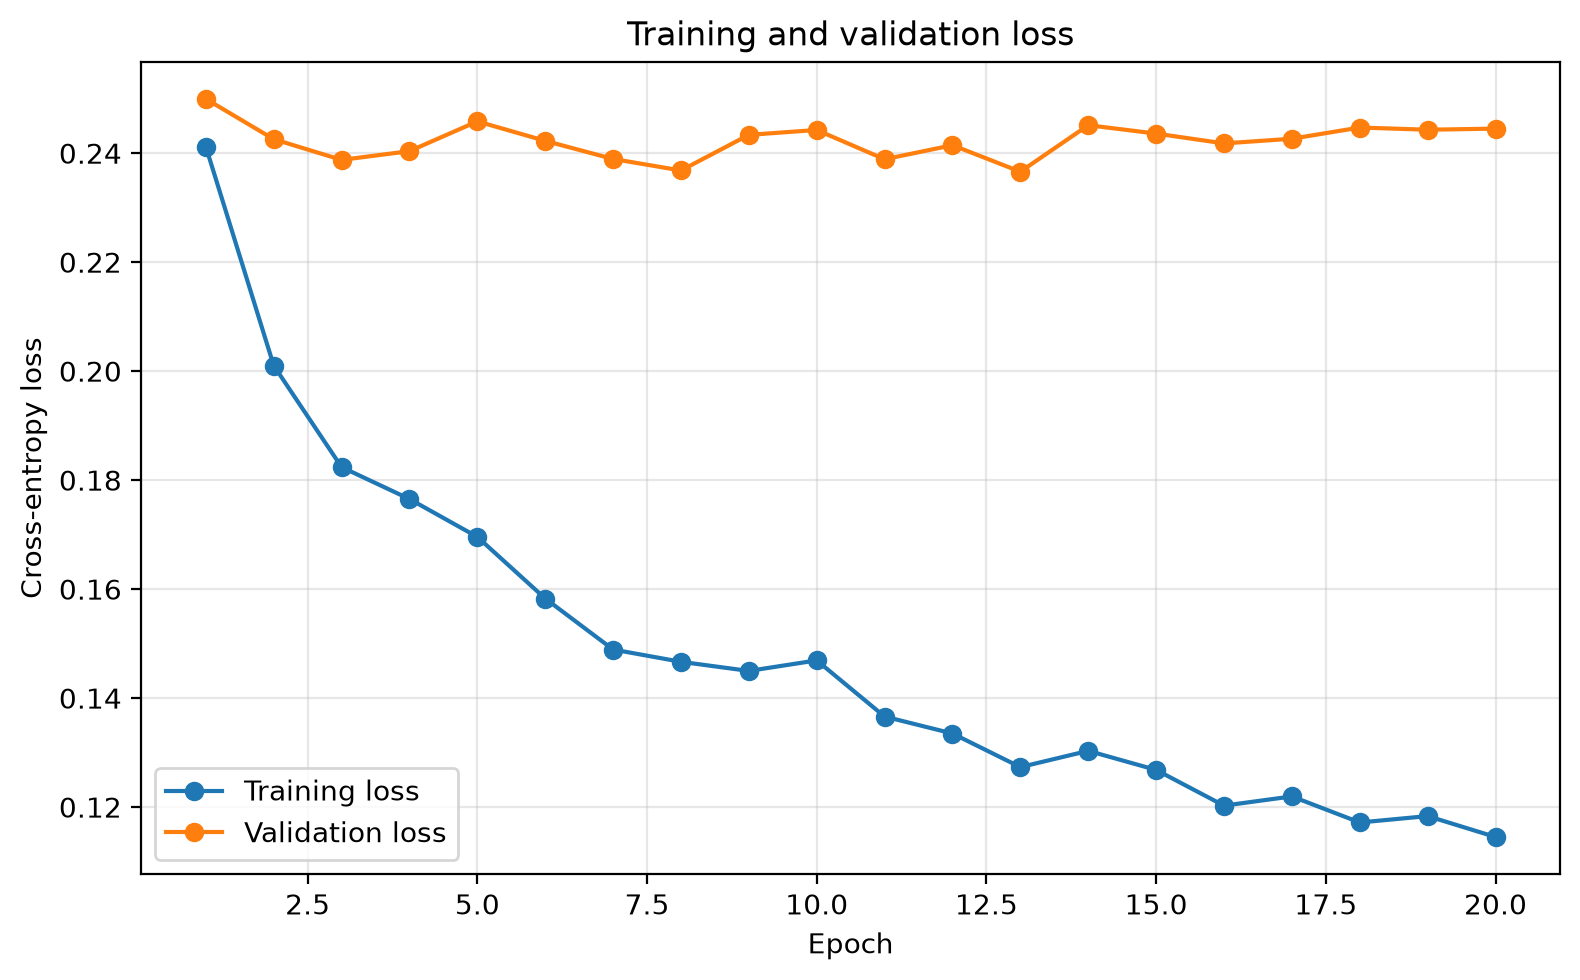 Training and validation loss
Cross-entropy loss
0.24
0.22
0.20
0.18
0.16
0.14
0.12
Training loss
Validation loss
2.5 5.0 7.5 10.0 12.5 15.0 17.5 20.0
Epoch